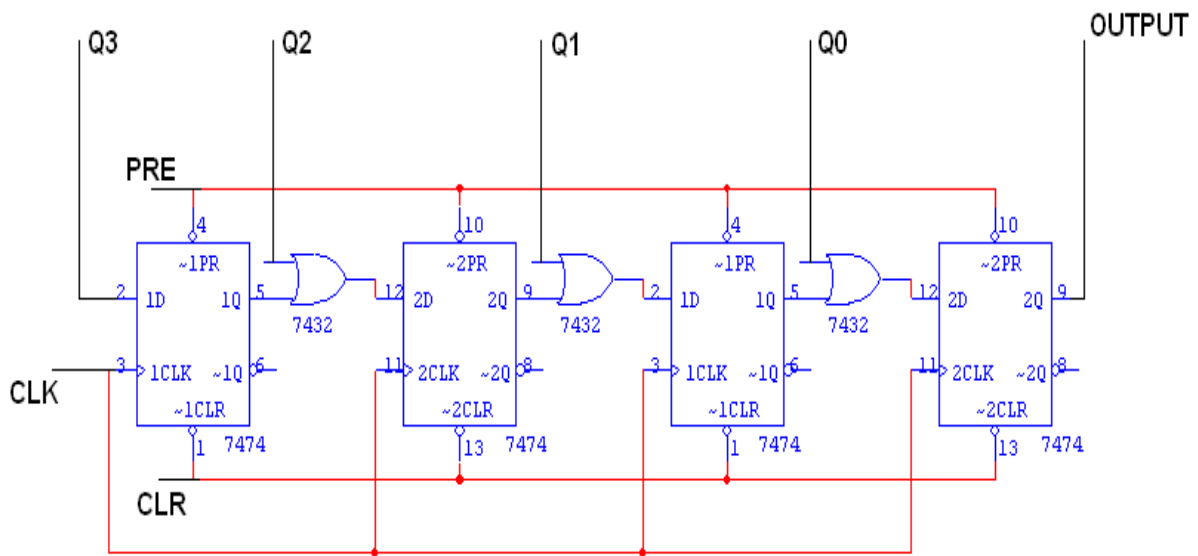 Q3 Q2 Q1 Q0 OUTPUT
PRE
4 10 4 10
~1PR ~2PR ~1PR ~2PR
2 1D 1Q 5 12 2D 2Q 9 2 1D 1Q 5 12 2D 2Q 9
7432 7432 7432
3 1CLK ~1Q 6 11 2CLK ~2Q 8 3 1CLK ~1Q 6 11 2CLK ~2Q 8
CLK
~1CLR ~2CLR ~1CLR ~2CLR
1 7474 13 7474 1 7474 13 7474
CLR